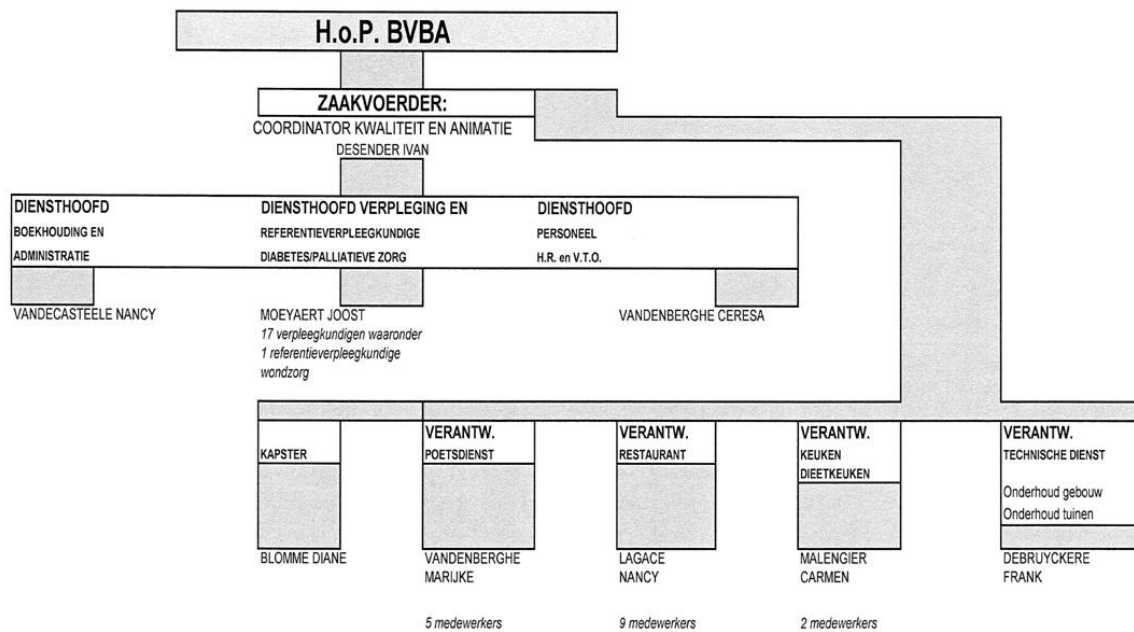 H.o.P. BVBA
ZAAKVOERDER:
COORDINATOR KWALITEIT EN ANIMATIE
DESENDER IVAN
DIENSTHOOFD
BOEKHOUDING EN
ADMINISTRATIE
VANDECASTEELE NANCY
DIENSTHOOFD VERPLEGING EN
REFERENTIEVERPLEEGKUNDIGE
DIABETES/PALLIATIEVE ZORG
MOEYAERT JOOST
17 verpleegkundigen waaronder
1 referentieverpleegkundige
wondzorg
DIENSTHOOFD
PERSONEEL
H.R. en V.T.O.
VANDENBERGHE CERESA
KAPSTER
BLOMME DIANE
VERANTW.
POETSDIENST
VANDENBERGHE
MARIJKE
5 medewerkers
VERANTW.
RESTAURANT
LAGACE
NANCY
9 medewerkers
VERANTW.
KEUKEN
DIEETKEUKEN
MALENGIER
CARMEN
2 medewerkers
VERANTW.
TECHNISCHE DIENST
Onderhoud gebouw
Onderhoud tuinen
DEBRUYCKERE
FRANK